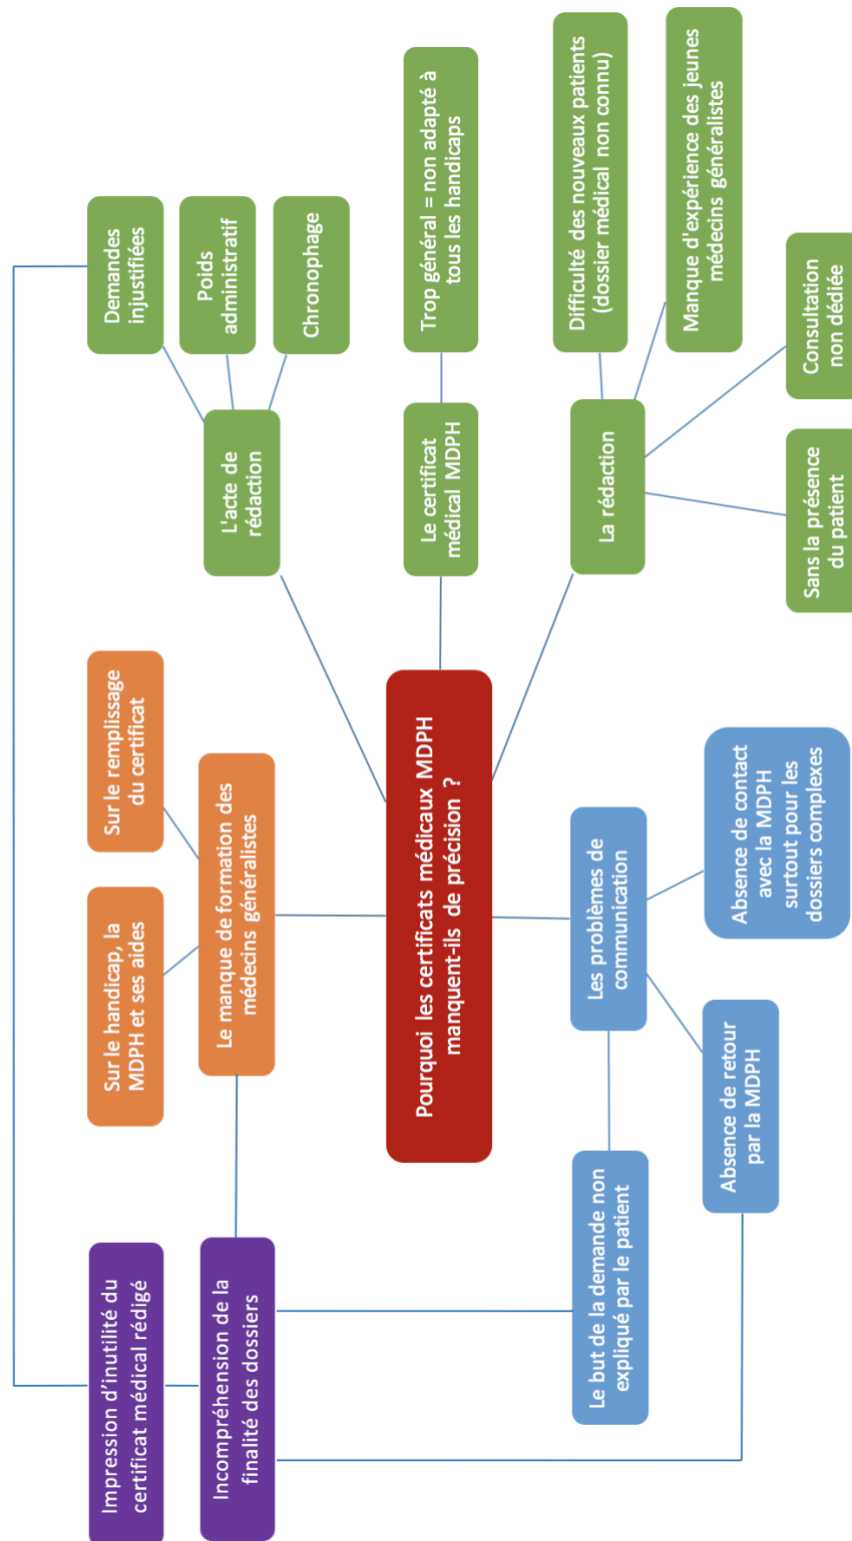 Impression d'inutilité du
certificat médical rédigé
Incompréhension de la
finalité des dossiers
Sur le handicap, la
MDPH et ses aides
Sur le remplissage
du certificat
Le manque de formation des
médecins généralistes
Demandes
injustifiées
Poids
administratif
Chronophage
L'acte de
rédaction
Pourquoi les certificats médicaux MDPH
manquent-ils de précision ?
Le certificat
médical MDPH
Trop général = non adapté à
tous les handicaps
Le but de la demande non
expliqué par le patient
Les problèmes de
communication
Absence de retour
par la MDPH
Absence de contact
avec la MDPH
surtout pour les
dossiers complexes
La rédaction
Difficulté des nouveaux patients
(dossier médical non connu)
Manque d'expérience des jeunes
médecins généralistes
Sans la présence
du patient
Consultation
non dédiée